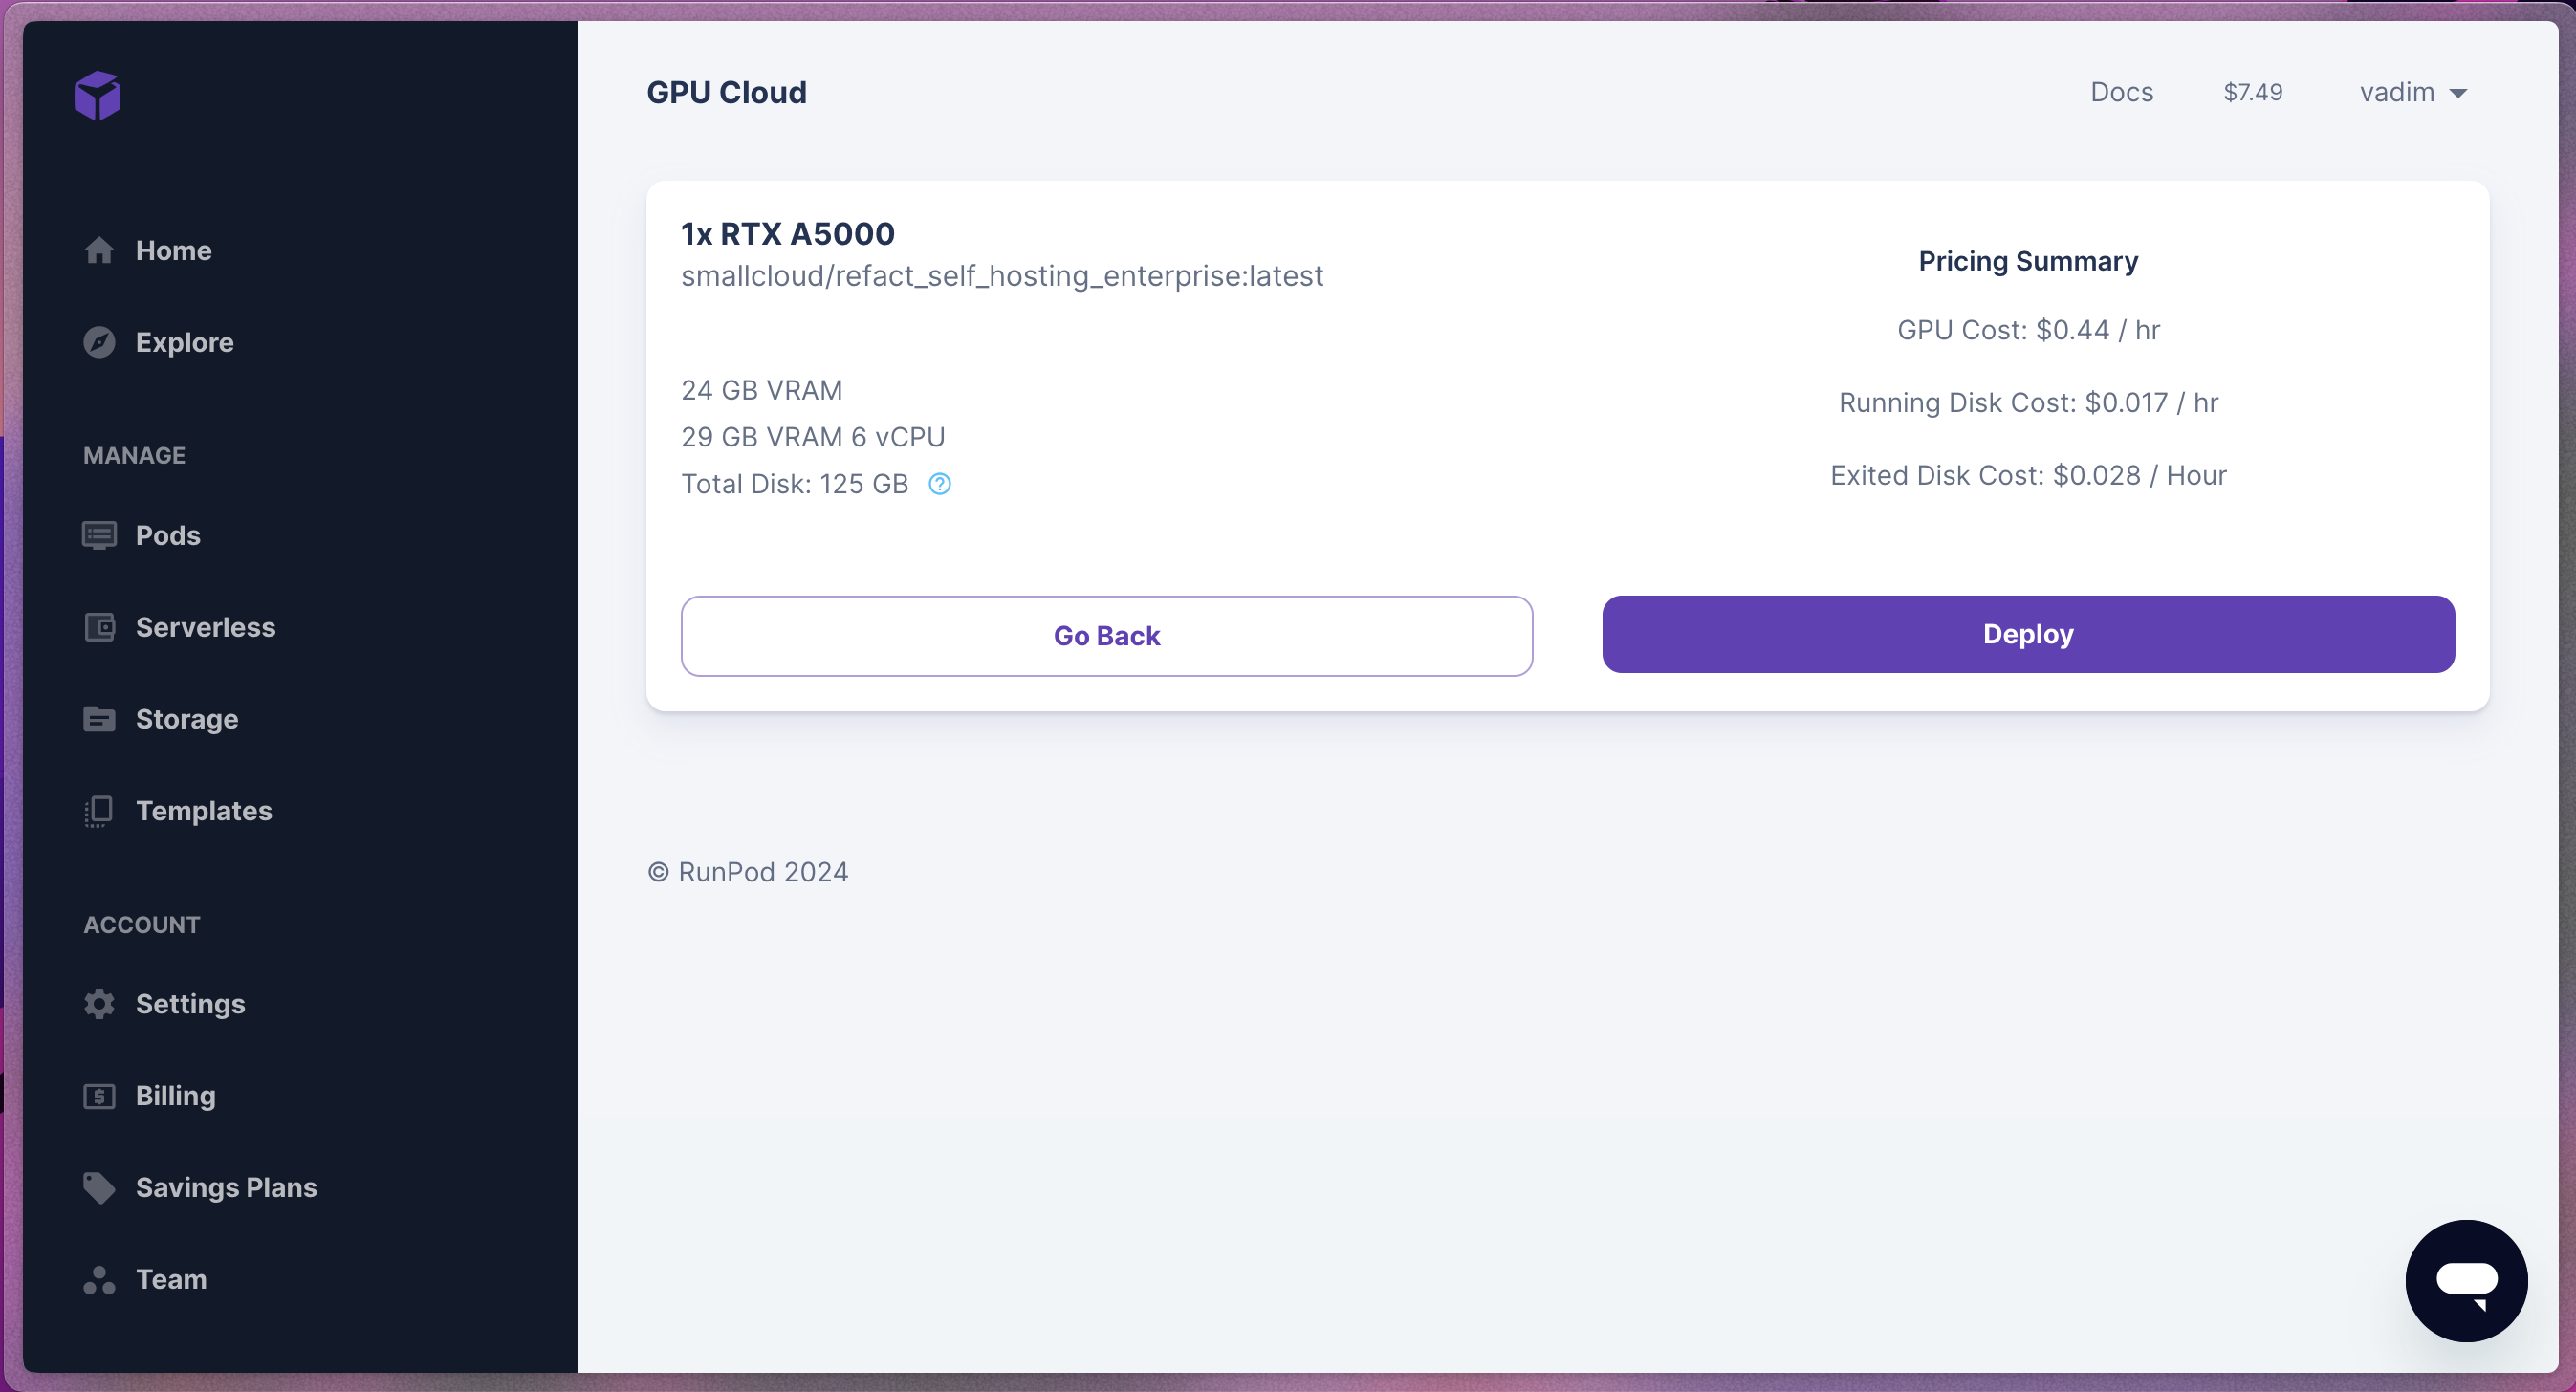 GPU Cloud
Docs
$7.49
vadim
Home
Explore
MANAGE
Pods
Serverless
Storage
Templates
ACCOUNT
Settings
Billing
Savings Plans
Team
1x RTX A5000
smallcloud/refact_self_hosting_enterprise:latest
24 GB VRAM
29 GB VRAM 6 vCPU
Total Disk: 125 GB
Pricing Summary
GPU Cost: $0.44 / hr
Running Disk Cost: $0.017 / hr
Exited Disk Cost: $0.028 / Hour
Go Back
Deploy
© RunPod 2024